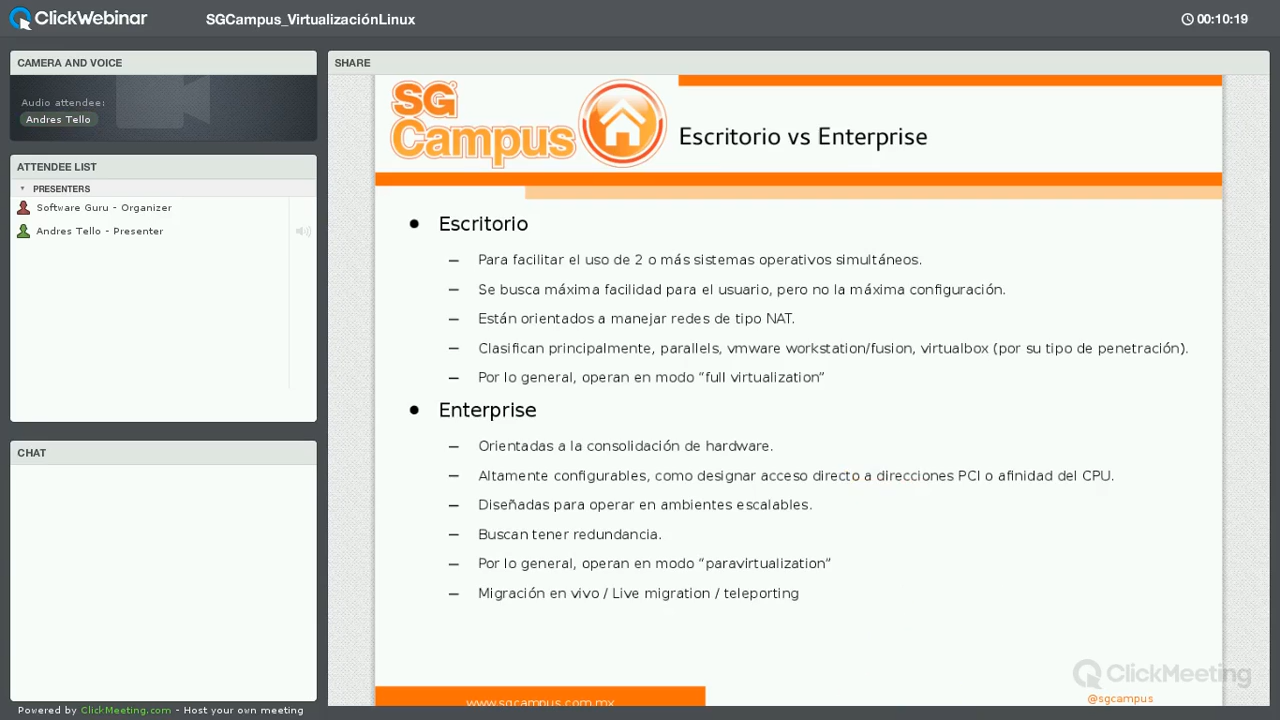 ClickWebinar
SGCampus_VirtualizaciónLinux
00:10:19
CAMERA AND VOICE
Audio attendee:
Andres Tello
ATTENDEE LIST
PRESENTERS
Software Guru - Organizer
Andres Tello - Presenter
CHAT
Powered by ClickMeeting.com - Host your own meeting
SHARE
SG
Campus
Escritorio vs Enterprise
● Escritorio
– Para facilitar el uso de 2 o más sistemas operativos simultáneos.
– Se busca máxima facilidad para el usuario, pero no la máxima configuración.
– Están orientados a manejar redes de tipo NAT.
– Clasifican principalmente, parallels, vmware workstation/fusion, virtualbox (por su tipo de penetración).
– Por lo general, operan en modo “full virtualization”
● Enterprise
– Orientadas a la consolidación de hardware.
– Altamente configurables, como designar acceso directo a direcciones PCI o afinidad del CPU.
– Diseñadas para operar en ambientes escalables.
– Buscan tener redundancia.
– Por lo general, operan en modo “paravirtualization”
– Migración en vivo / Live migration / teleporting
ClickMeeting
www.sgcampus.com.mx
@sgcampus